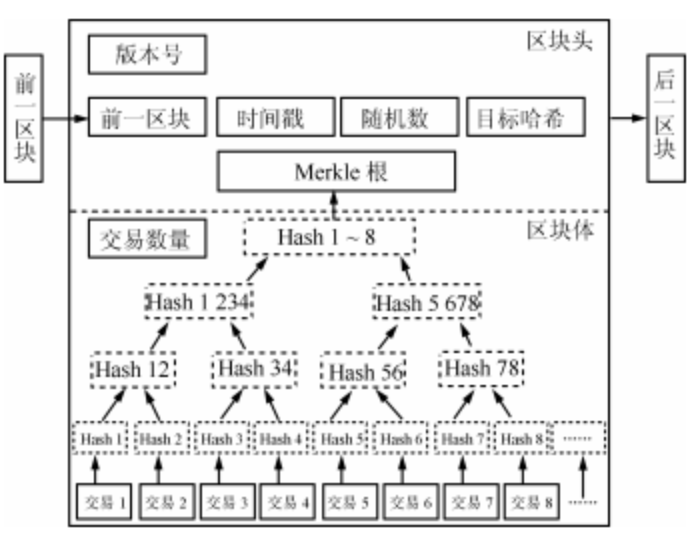 区块头
版本号
前一区块
前一区块
时间戳
随机数
目标哈希
后一区块
Merkle 根
区块体
交易数量
Hash 1 ~ 8
Hash 1 234
Hash 5 678
Hash 12
Hash 34
Hash 56
Hash 78
Hash 1
Hash 2
Hash 3
Hash 4
Hash 5
Hash 6
Hash 7
Hash 8
……
交易 1
交易 2
交易 3
交易 4
交易 5
交易 6
交易 7
交易 8
……